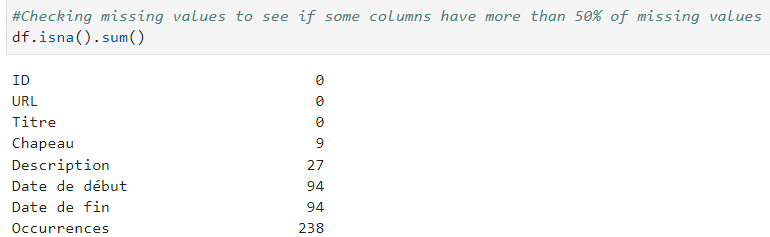 #Checking missing values to see if some columns have more than 50% of missing values
df.isna().sum()
ID 0
URL 0
Titre 0
Chapeau 9
Description 27
Date de début 94
Date de fin 94
Occurrences 238